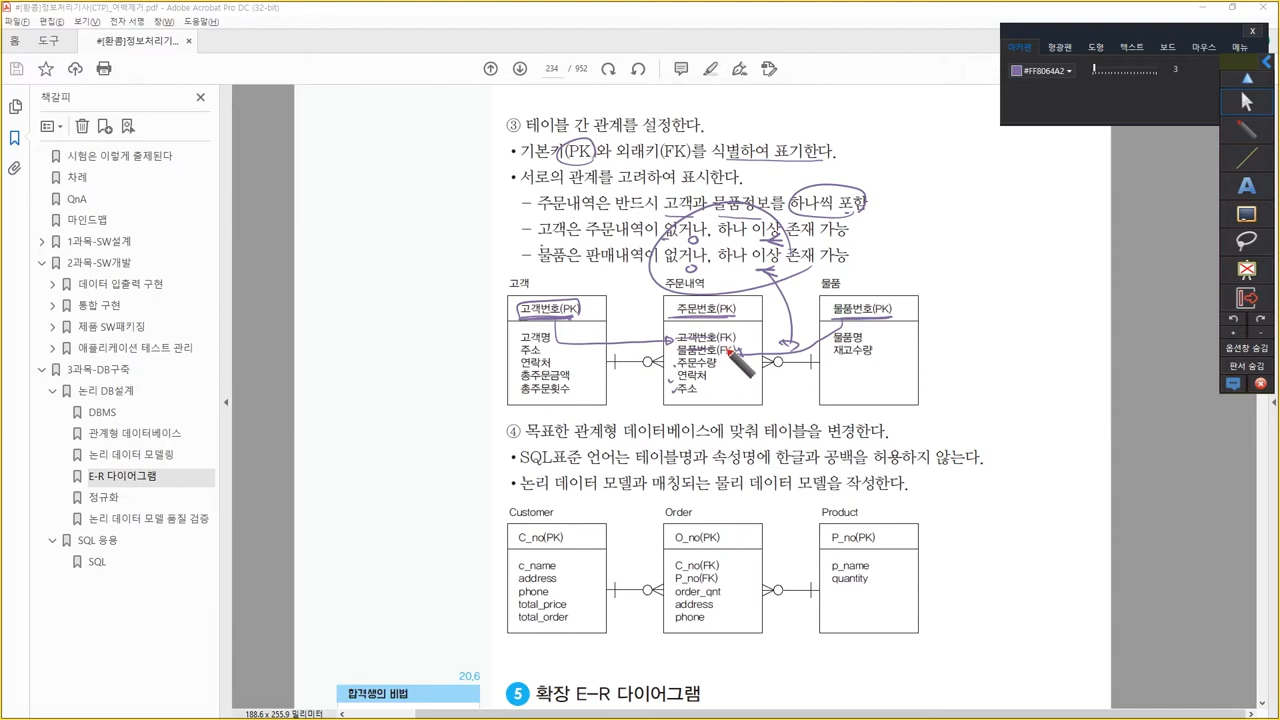 #[환콤]정보처리기사(CTP)_여백제거.pdf - Adobe Acrobat Pro DC (32-bit)
파일(F) 편집(E) 보기(V) 전자 서명 창(W) 도움말(H)
홈 도구 #[환콤]정보처리기... ×
234 / 952
X
마카펜 형광펜 도형 텍스트 보드 마우스 메뉴
#FF8064A2 3
옵션창 숨김
판서 숨김
책갈피
시험은 이렇게 출제된다
차례
QnA
마인드맵
1과목-SW설계
2과목-SW개발
데이터 입출력 구현
통합 구현
제품 SW패키징
애플리케이션 테스트 관리
3과목-DB구축
논리 DB설계
DBMS
관계형 데이터베이스
논리 데이터 모델링
E-R 다이어그램
정규화
논리 데이터 모델 품질 검증
SQL 응용
SQL
③ 테이블 간 관계를 설정한다.
• 기본키(PK)와 외래키(FK)를 식별하여 표기한다.
• 서로의 관계를 고려하여 표시한다.
– 주문내역은 반드시 고객과 물품정보를 하나씩 포함
– 고객은 주문내역이 없거나, 하나 이상 존재 가능
– 물품은 판매내역이 없거나, 하나 이상 존재 가능
고객
고객번호(PK)
고객명
주소
연락처
총주문금액
총주문횟수
주문내역
주문번호(PK)
고객번호(FK)
물품번호(FK)
주문수량
연락처
주소
물품
물품번호(PK)
물품명
재고수량
④ 목표한 관계형 데이터베이스에 맞춰 테이블을 변경한다.
• SQL표준 언어는 테이블명과 속성명에 한글과 공백을 허용하지 않는다.
• 논리 데이터 모델과 매칭되는 물리 데이터 모델을 작성한다.
Customer
C_no(PK)
c_name
address
phone
total_price
total_order
Order
O_no(PK)
C_no(FK)
P_no(FK)
order_qnt
address
phone
Product
P_no(PK)
p_name
quantity
20.6
합격생의 비법
5 확장 E-R 다이어그램
188.6 x 255.9 밀리미터